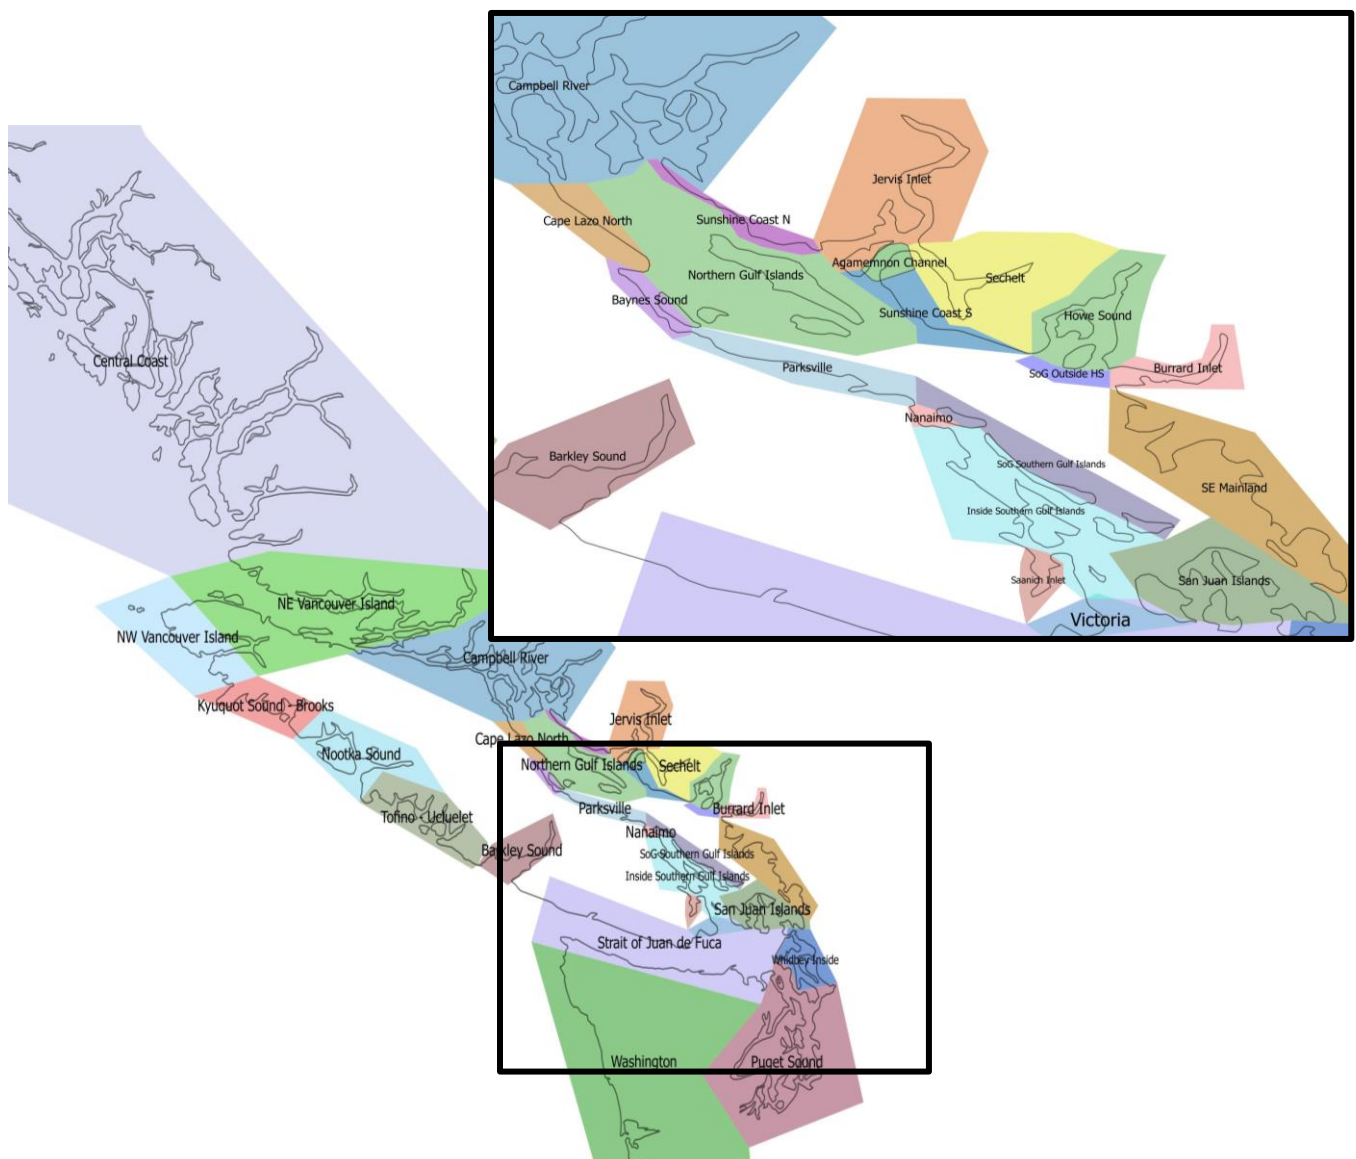 Campbell River
Jervis Inlet
Cape Lazo North
Sunshine Coast N
Agamemnon Channel
Northern Gulf Islands
Sechelt
Baynes Sound
Sunshine Coast S
Howe Sound
Parksville
SoG Outside HS
Burrard Inlet
Nanaimo
Barkley Sound
SoG Southern Gulf Islands
SE Mainland
Inside Southern Gulf Islands
Saanich Inlet
San Juan Islands
Victoria
Central Coast
NE Vancouver Island
NW Vancouver Island
Campbell River
Kyuquot Sound - Brooks
Jervis Inlet
Cape Lazo North
Nootka Sound
Northern Gulf Islands
Sechelt
Parksville
Burrard Inlet
Tofino - Ucluelet
Nanaimo
Barkley Sound
SoG Southern Gulf Islands
Inside Southern Gulf Islands
San Juan Islands
Strait of Juan de Fuca
Whidbey Inside
Washington
Puget Sound